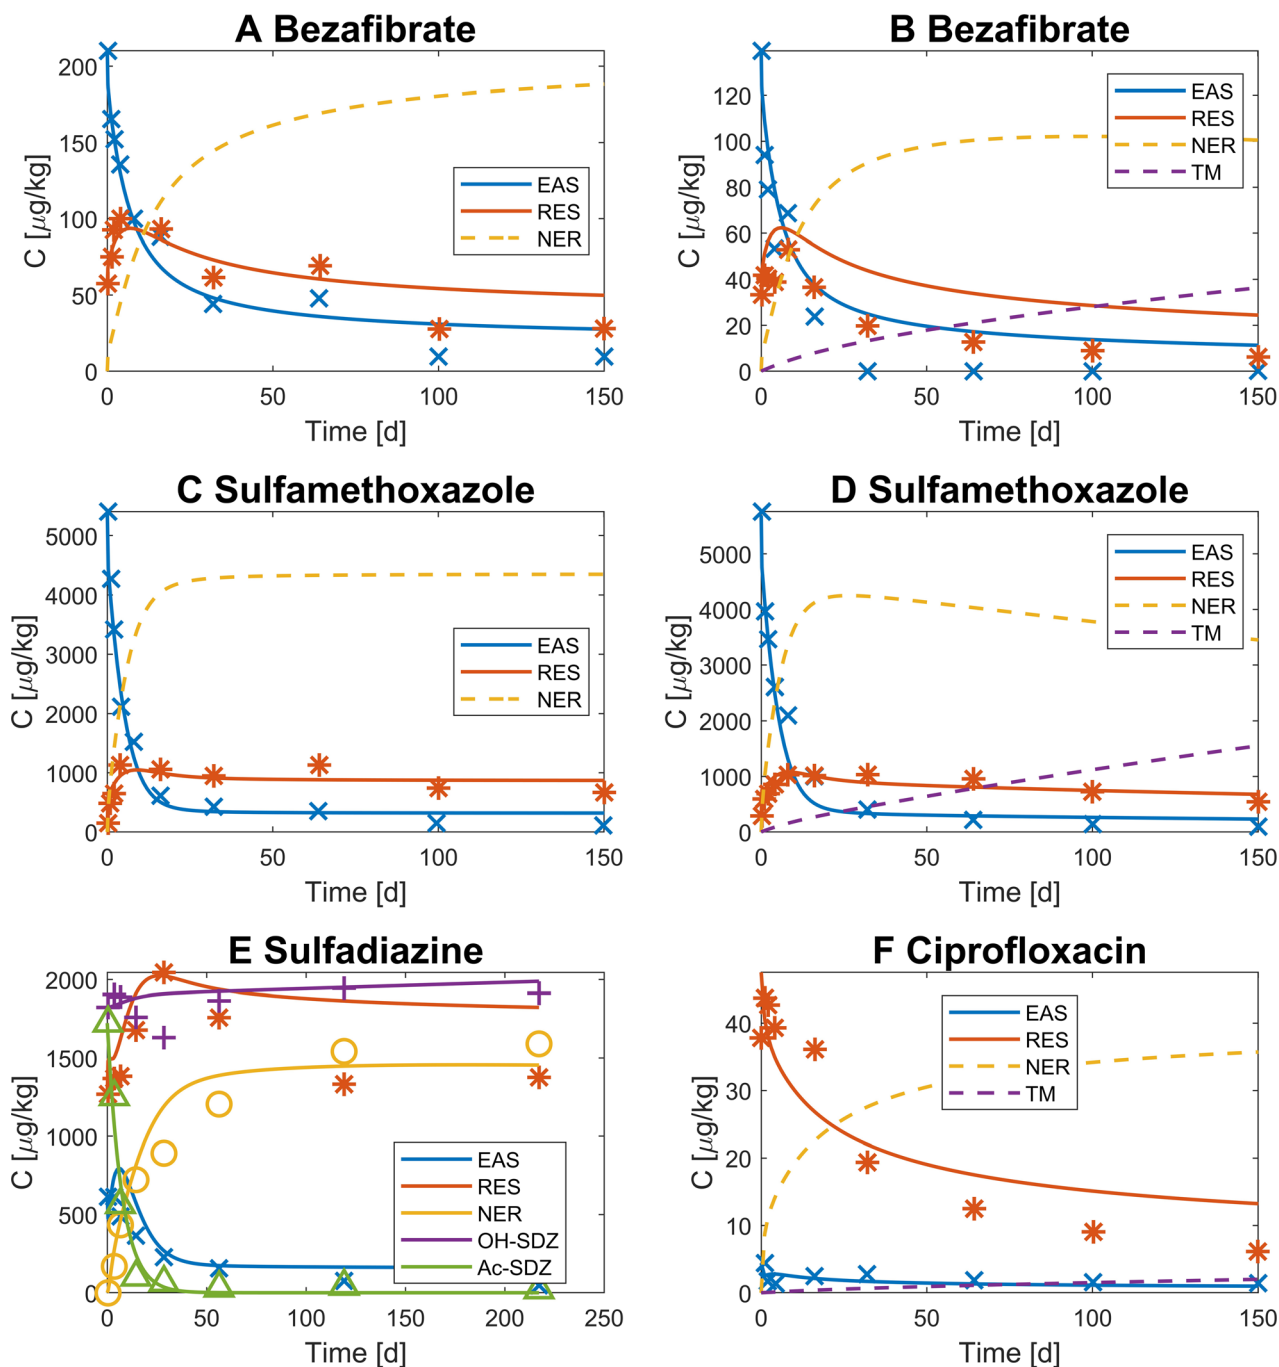 A Bezafibrate
C [µg/kg]
200
150
100
50
0
0
50
100
150
Time [d]
EAS
RES
NER
B Bezafibrate
C [µg/kg]
120
100
80
60
40
20
0
0
50
100
150
Time [d]
EAS
RES
NER
TM
C Sulfamethoxazole
C [µg/kg]
5000
4000
3000
2000
1000
0
0
50
100
150
Time [d]
EAS
RES
NER
D Sulfamethoxazole
C [µg/kg]
5000
4000
3000
2000
1000
0
0
50
100
150
Time [d]
EAS
RES
NER
TM
E Sulfadiazine
C [µg/kg]
2000
1500
1000
500
0
0
50
100
150
200
250
Time [d]
EAS
RES
NER
OH-SDZ
Ac-SDZ
F Ciprofloxacin
C [µg/kg]
40
30
20
10
0
0
50
100
150
Time [d]
EAS
RES
NER
TM